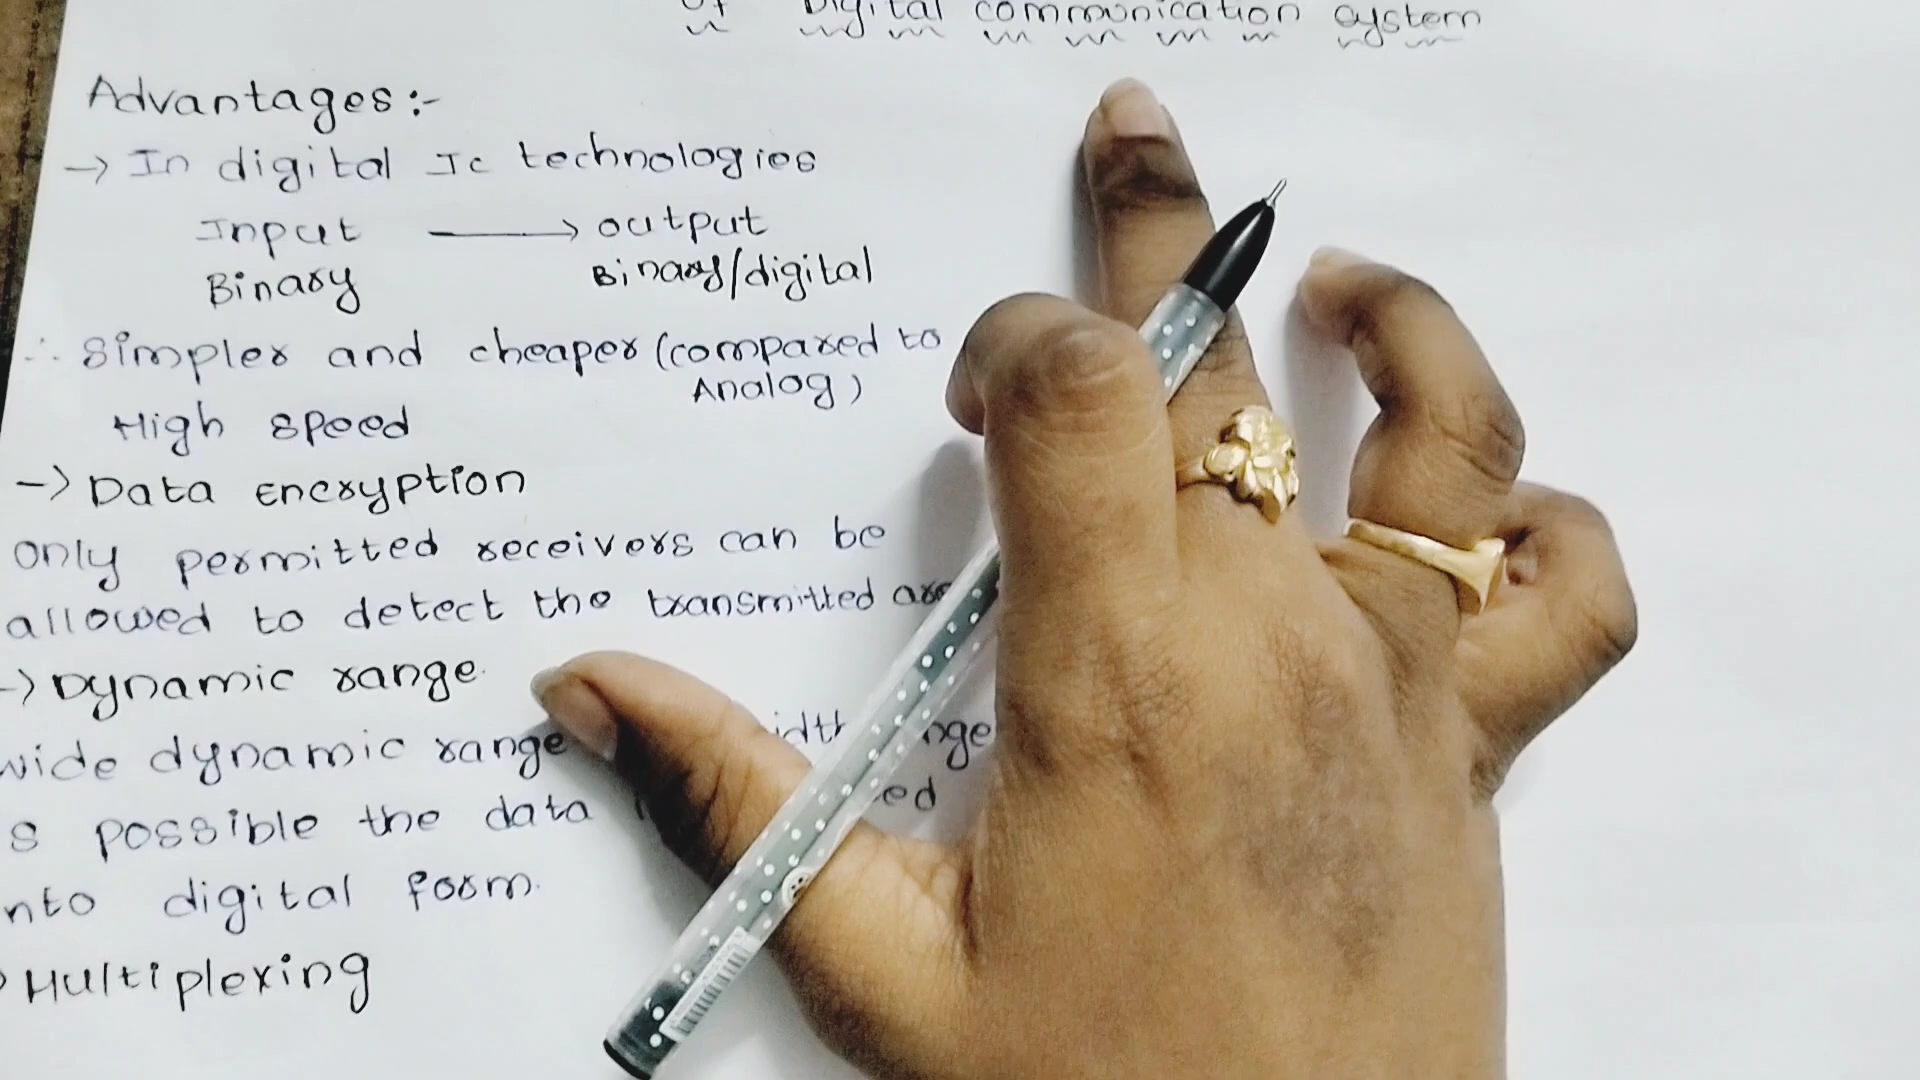 of Digital communication system
Advantages:-
→ In digital Ic technologies
Input → output
Binary Binary/digital
∴ Simpler and cheaper (compared to
Analog)
High speed
→ Data Encryption
only permitted receivers can be
allowed to detect the transmitted
→ Dynamic range.
wide dynamic range
s possible the data
nto digital form.
Multiplexing